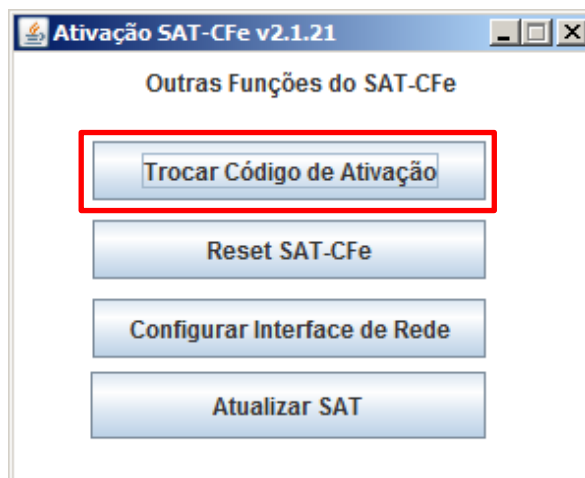 Ativação SAT-CFe v2.1.21
Outras Funções do SAT-CFe
Trocar Código de Ativação
Reset SAT-CFe
Configurar Interface de Rede
Atualizar SAT